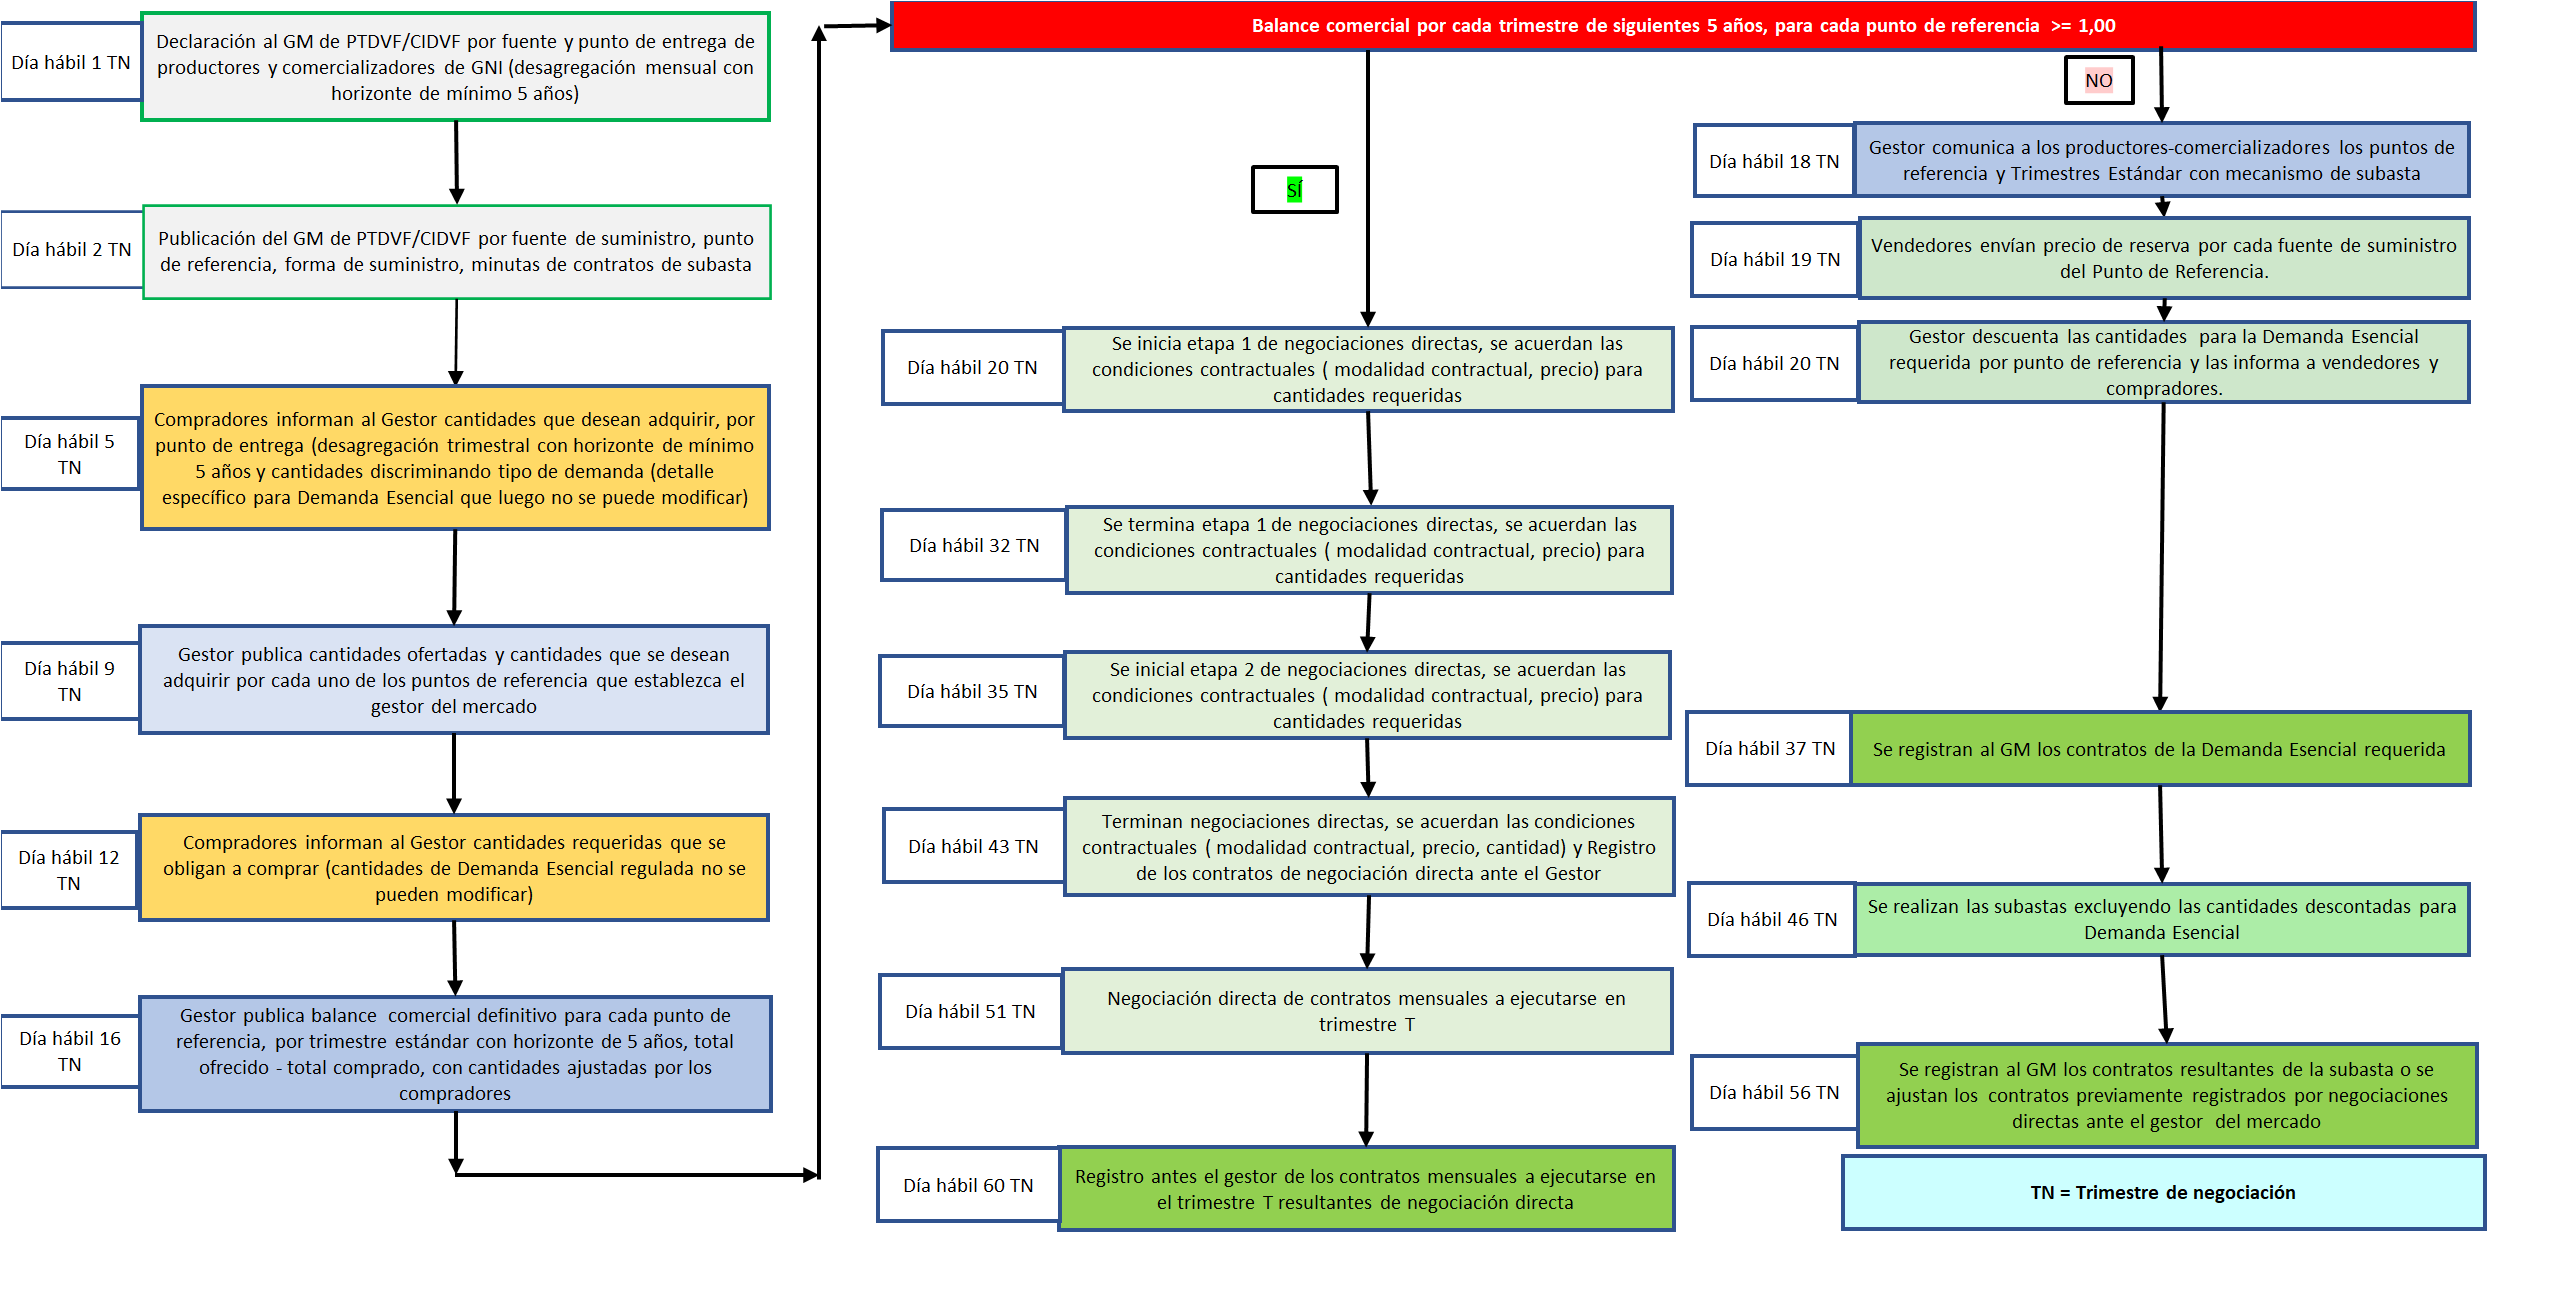 Día hábil 1 TN
Declaración al GM de PTDVF/CIDVF por fuente y punto de entrega de
productores y comercializadores de GNI (desagregación mensual con
horizonte de mínimo 5 años)
Día hábil 2 TN
Publicación del GM de PTDVF/CIDVF por fuente de suministro, punto
de referencia, forma de suministro, minutas de contratos de subasta
Día hábil 5
TN
Compradores informan al Gestor cantidades que desean adquirir, por
punto de entrega (desagregación trimestral con horizonte de mínimo
5 años y cantidades discriminando tipo de demanda (detalle
específico para Demanda Esencial que luego no se puede modificar)
Día hábil 9
TN
Gestor publica cantidades ofertadas y cantidades que se desean
adquirir por cada uno de los puntos de referencia que establezca el
gestor del mercado
Día hábil 12
TN
Compradores informan al Gestor cantidades requeridas que se
obligan a comprar (cantidades de Demanda Esencial regulada no se
pueden modificar)
Día hábil 16
TN
Gestor publica balance comercial definitivo para cada punto de
referencia, por trimestre estándar con horizonte de 5 años, total
ofrecido - total comprado, con cantidades ajustadas por los
compradores
Balance comercial por cada trimestre de siguientes 5 años, para cada punto de referencia >= 1,00
SÍ
Día hábil 20 TN
Se inicia etapa 1 de negociaciones directas, se acuerdan las
condiciones contractuales ( modalidad contractual, precio) para
cantidades requeridas
Día hábil 32 TN
Se termina etapa 1 de negociaciones directas, se acuerdan las
condiciones contractuales ( modalidad contractual, precio) para
cantidades requeridas
Día hábil 35 TN
Se inicial etapa 2 de negociaciones directas, se acuerdan las
condiciones contractuales ( modalidad contractual, precio) para
cantidades requeridas
Día hábil 43 TN
Terminan negociaciones directas, se acuerdan las condiciones
contractuales ( modalidad contractual, precio, cantidad) y Registro
de los contratos de negociación directa ante el Gestor
Día hábil 51 TN
Negociación directa de contratos mensuales a ejecutarse en
trimestre T
Día hábil 60 TN
Registro antes el gestor de los contratos mensuales a ejecutarse en
el trimestre T resultantes de negociación directa
NO
Día hábil 18 TN
Gestor comunica a los productores-comercializadores los puntos de
referencia y Trimestres Estándar con mecanismo de subasta
Día hábil 19 TN
Vendedores envían precio de reserva por cada fuente de suministro
del Punto de Referencia.
Día hábil 20 TN
Gestor descuenta las cantidades para la Demanda Esencial
requerida por punto de referencia y las informa a vendedores y
compradores.
Día hábil 37 TN
Se registran al GM los contratos de la Demanda Esencial requerida
Día hábil 46 TN
Se realizan las subastas excluyendo las cantidades descontadas para
Demanda Esencial
Día hábil 56 TN
Se registran al GM los contratos resultantes de la subasta o se
ajustan los contratos previamente registrados por negociaciones
directas ante el gestor del mercado
TN = Trimestre de negociación